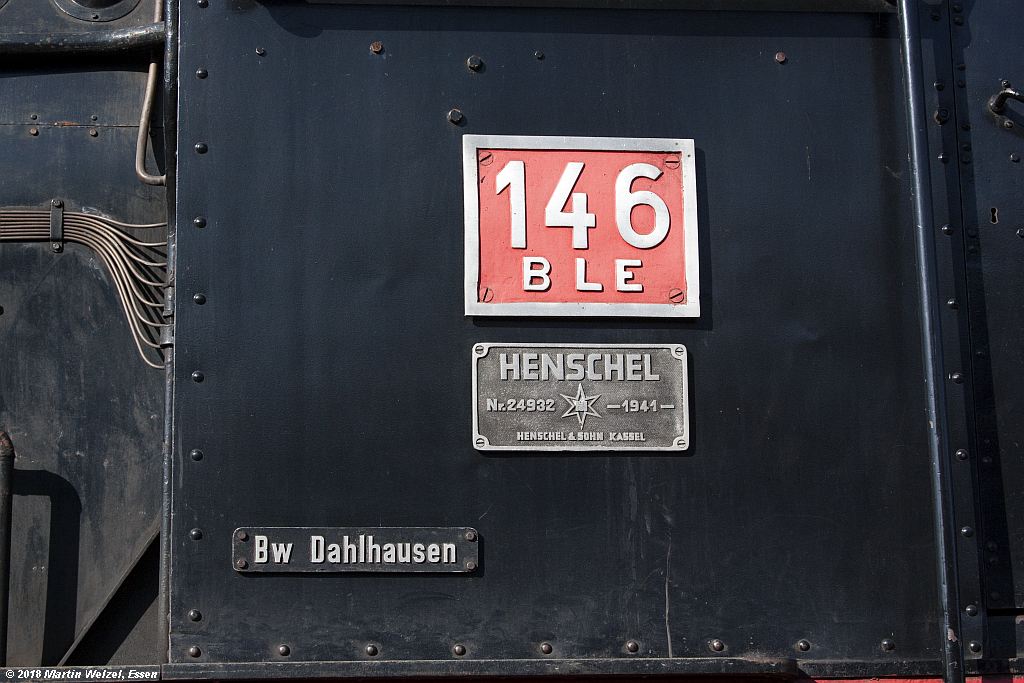 146
BLE
HENSCHEL
Nr. 24932 —1941—
HENSCHEL & SOHN KASSEL
Bw Dahlhausen
© 2018 Martin Welzel, Essen